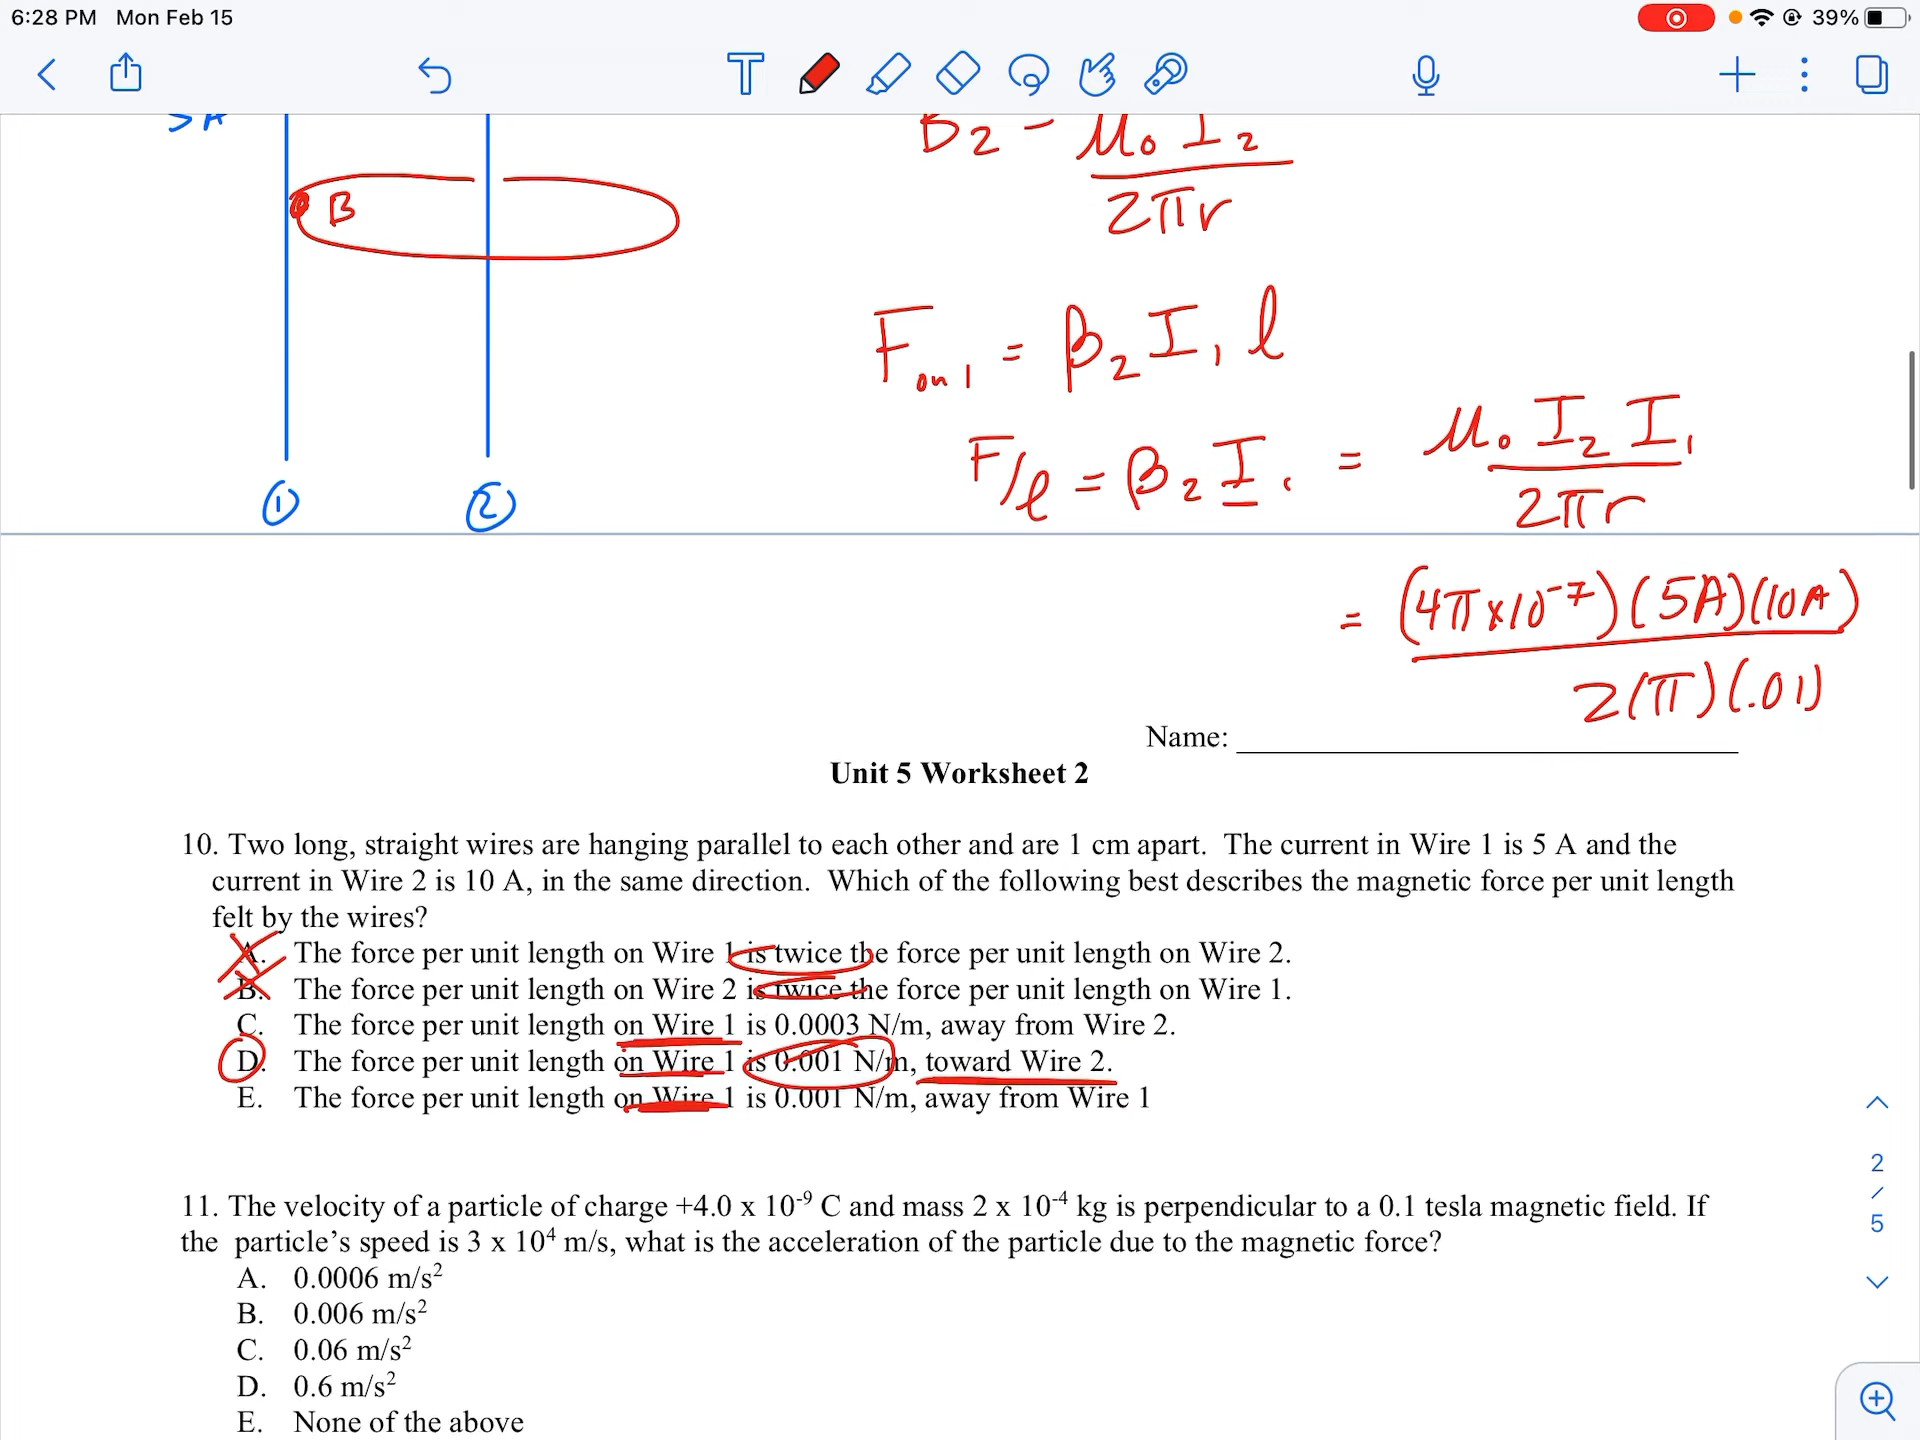 6:28 PM Mon Feb 15
39%
5A
B2 = μ0 I2
2πr
B
F on 1 = B2 I1 l
F/l = B2 I1 = μ0 I2 I1
2πr
1 2
= (4π x10^-7)(5A)(10A)
2(π)(.01)
Name:
Unit 5 Worksheet 2
10. Two long, straight wires are hanging parallel to each other and are 1 cm apart. The current in Wire 1 is 5 A and the
current in Wire 2 is 10 A, in the same direction. Which of the following best describes the magnetic force per unit length
felt by the wires?
A. The force per unit length on Wire 1 is twice the force per unit length on Wire 2.
B. The force per unit length on Wire 2 is twice the force per unit length on Wire 1.
C. The force per unit length on Wire 1 is 0.0003 N/m, away from Wire 2.
D. The force per unit length on Wire 1 is 0.001 N/m, toward Wire 2.
E. The force per unit length on Wire 1 is 0.001 N/m, away from Wire 1
11. The velocity of a particle of charge +4.0 x 10^-9 C and mass 2 x 10^-4 kg is perpendicular to a 0.1 tesla magnetic field. If
the particle’s speed is 3 x 10^4 m/s, what is the acceleration of the particle due to the magnetic force?
A. 0.0006 m/s²
B. 0.006 m/s²
C. 0.06 m/s²
D. 0.6 m/s²
E. None of the above
2
/
5